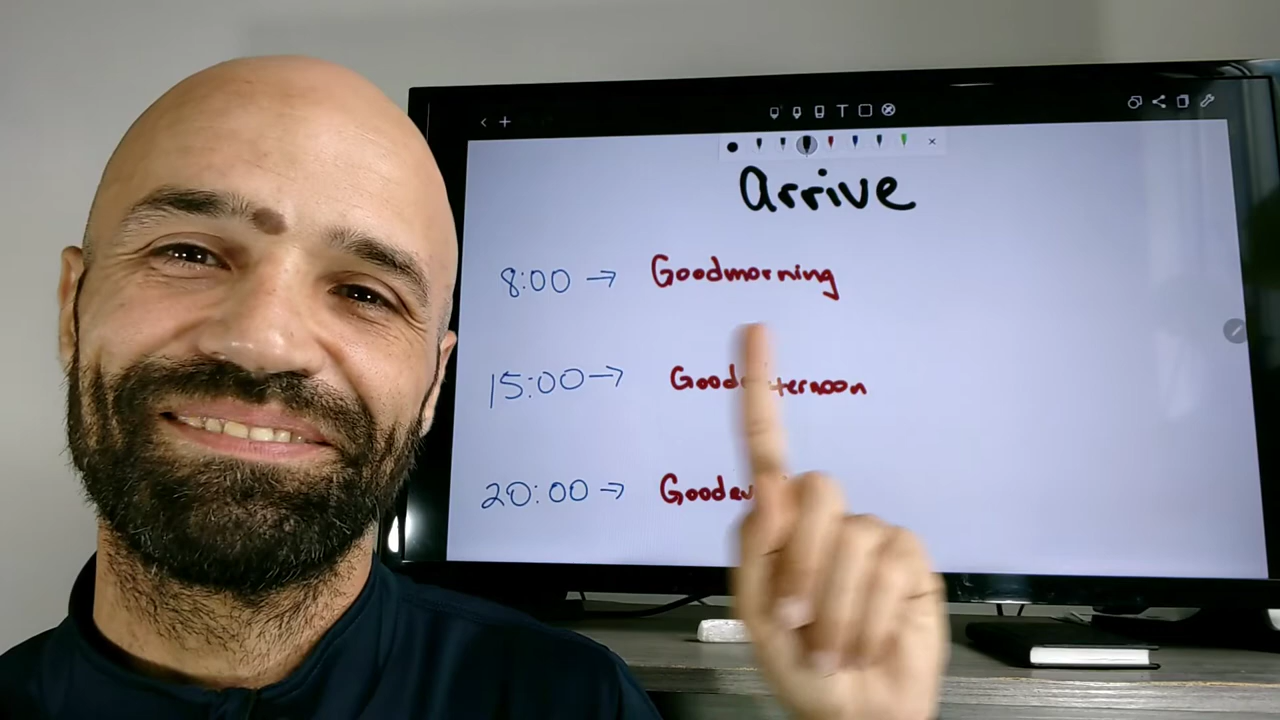 Arrive
8:00 → Goodmorning
15:00 →
20:00 →